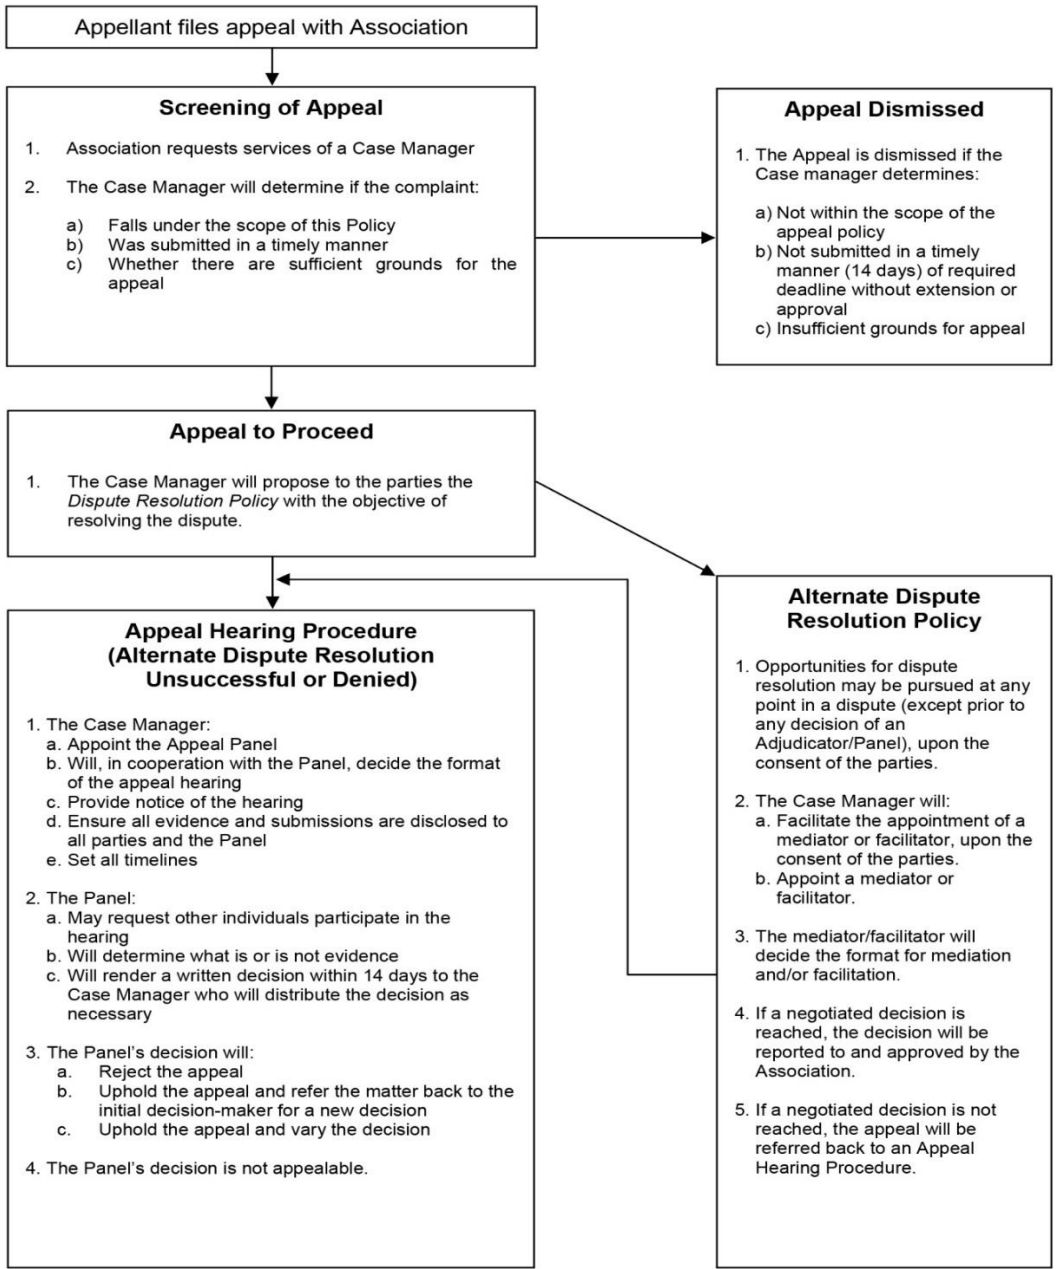 Appellant files appeal with Association
Screening of Appeal
1. Association requests services of a Case Manager
2. The Case Manager will determine if the complaint:
a) Falls under the scope of this Policy
b) Was submitted in a timely manner
c) Whether there are sufficient grounds for the
appeal
Appeal Dismissed
1. The Appeal is dismissed if the
Case manager determines:
a) Not within the scope of the
appeal policy
b) Not submitted in a timely
manner (14 days) of required
deadline without extension or
approval
c) Insufficient grounds for appeal
Appeal to Proceed
1. The Case Manager will propose to the parties the
Dispute Resolution Policy with the objective of
resolving the dispute.
Appeal Hearing Procedure
(Alternate Dispute Resolution
Unsuccessful or Denied)
1. The Case Manager:
a. Appoint the Appeal Panel
b. Will, in cooperation with the Panel, decide the format
of the appeal hearing
c. Provide notice of the hearing
d. Ensure all evidence and submissions are disclosed to
all parties and the Panel
e. Set all timelines
2. The Panel:
a. May request other individuals participate in the
hearing
b. Will determine what is or is not evidence
c. Will render a written decision within 14 days to the
Case Manager who will distribute the decision as
necessary
3. The Panel's decision will:
a. Reject the appeal
b. Uphold the appeal and refer the matter back to the
initial decision-maker for a new decision
c. Uphold the appeal and vary the decision
4. The Panel's decision is not appealable.
Alternate Dispute
Resolution Policy
1. Opportunities for dispute
resolution may be pursued at any
point in a dispute (except prior to
any decision of an
Adjudicator/Panel), upon the
consent of the parties.
2. The Case Manager will:
a. Facilitate the appointment of a
mediator or facilitator, upon the
consent of the parties.
b. Appoint a mediator or
facilitator.
3. The mediator/facilitator will
decide the format for mediation
and/or facilitation.
4. If a negotiated decision is
reached, the decision will be
reported to and approved by the
Association.
5. If a negotiated decision is not
reached, the appeal will be
referred back to an Appeal
Hearing Procedure.